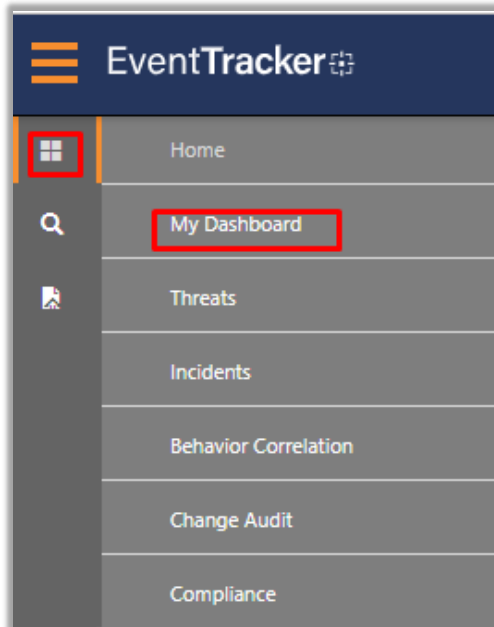 EventTracker
Home
My Dashboard
Threats
Incidents
Behavior Correlation
Change Audit
Compliance